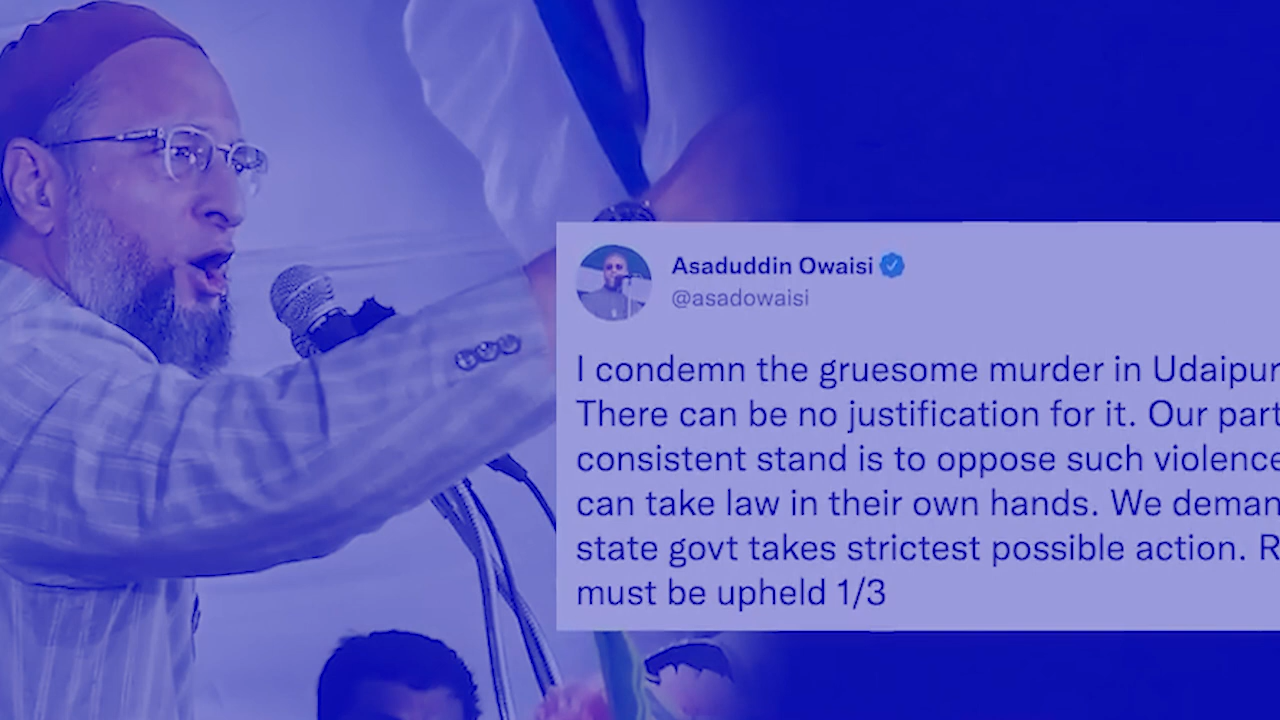 Asaduddin Owaisi
@asadowaisi
I condemn the gruesome murder in Udaipur
There can be no justification for it. Our part
consistent stand is to oppose such violence
can take law in their own hands. We deman
state govt takes strictest possible action. R
must be upheld 1/3